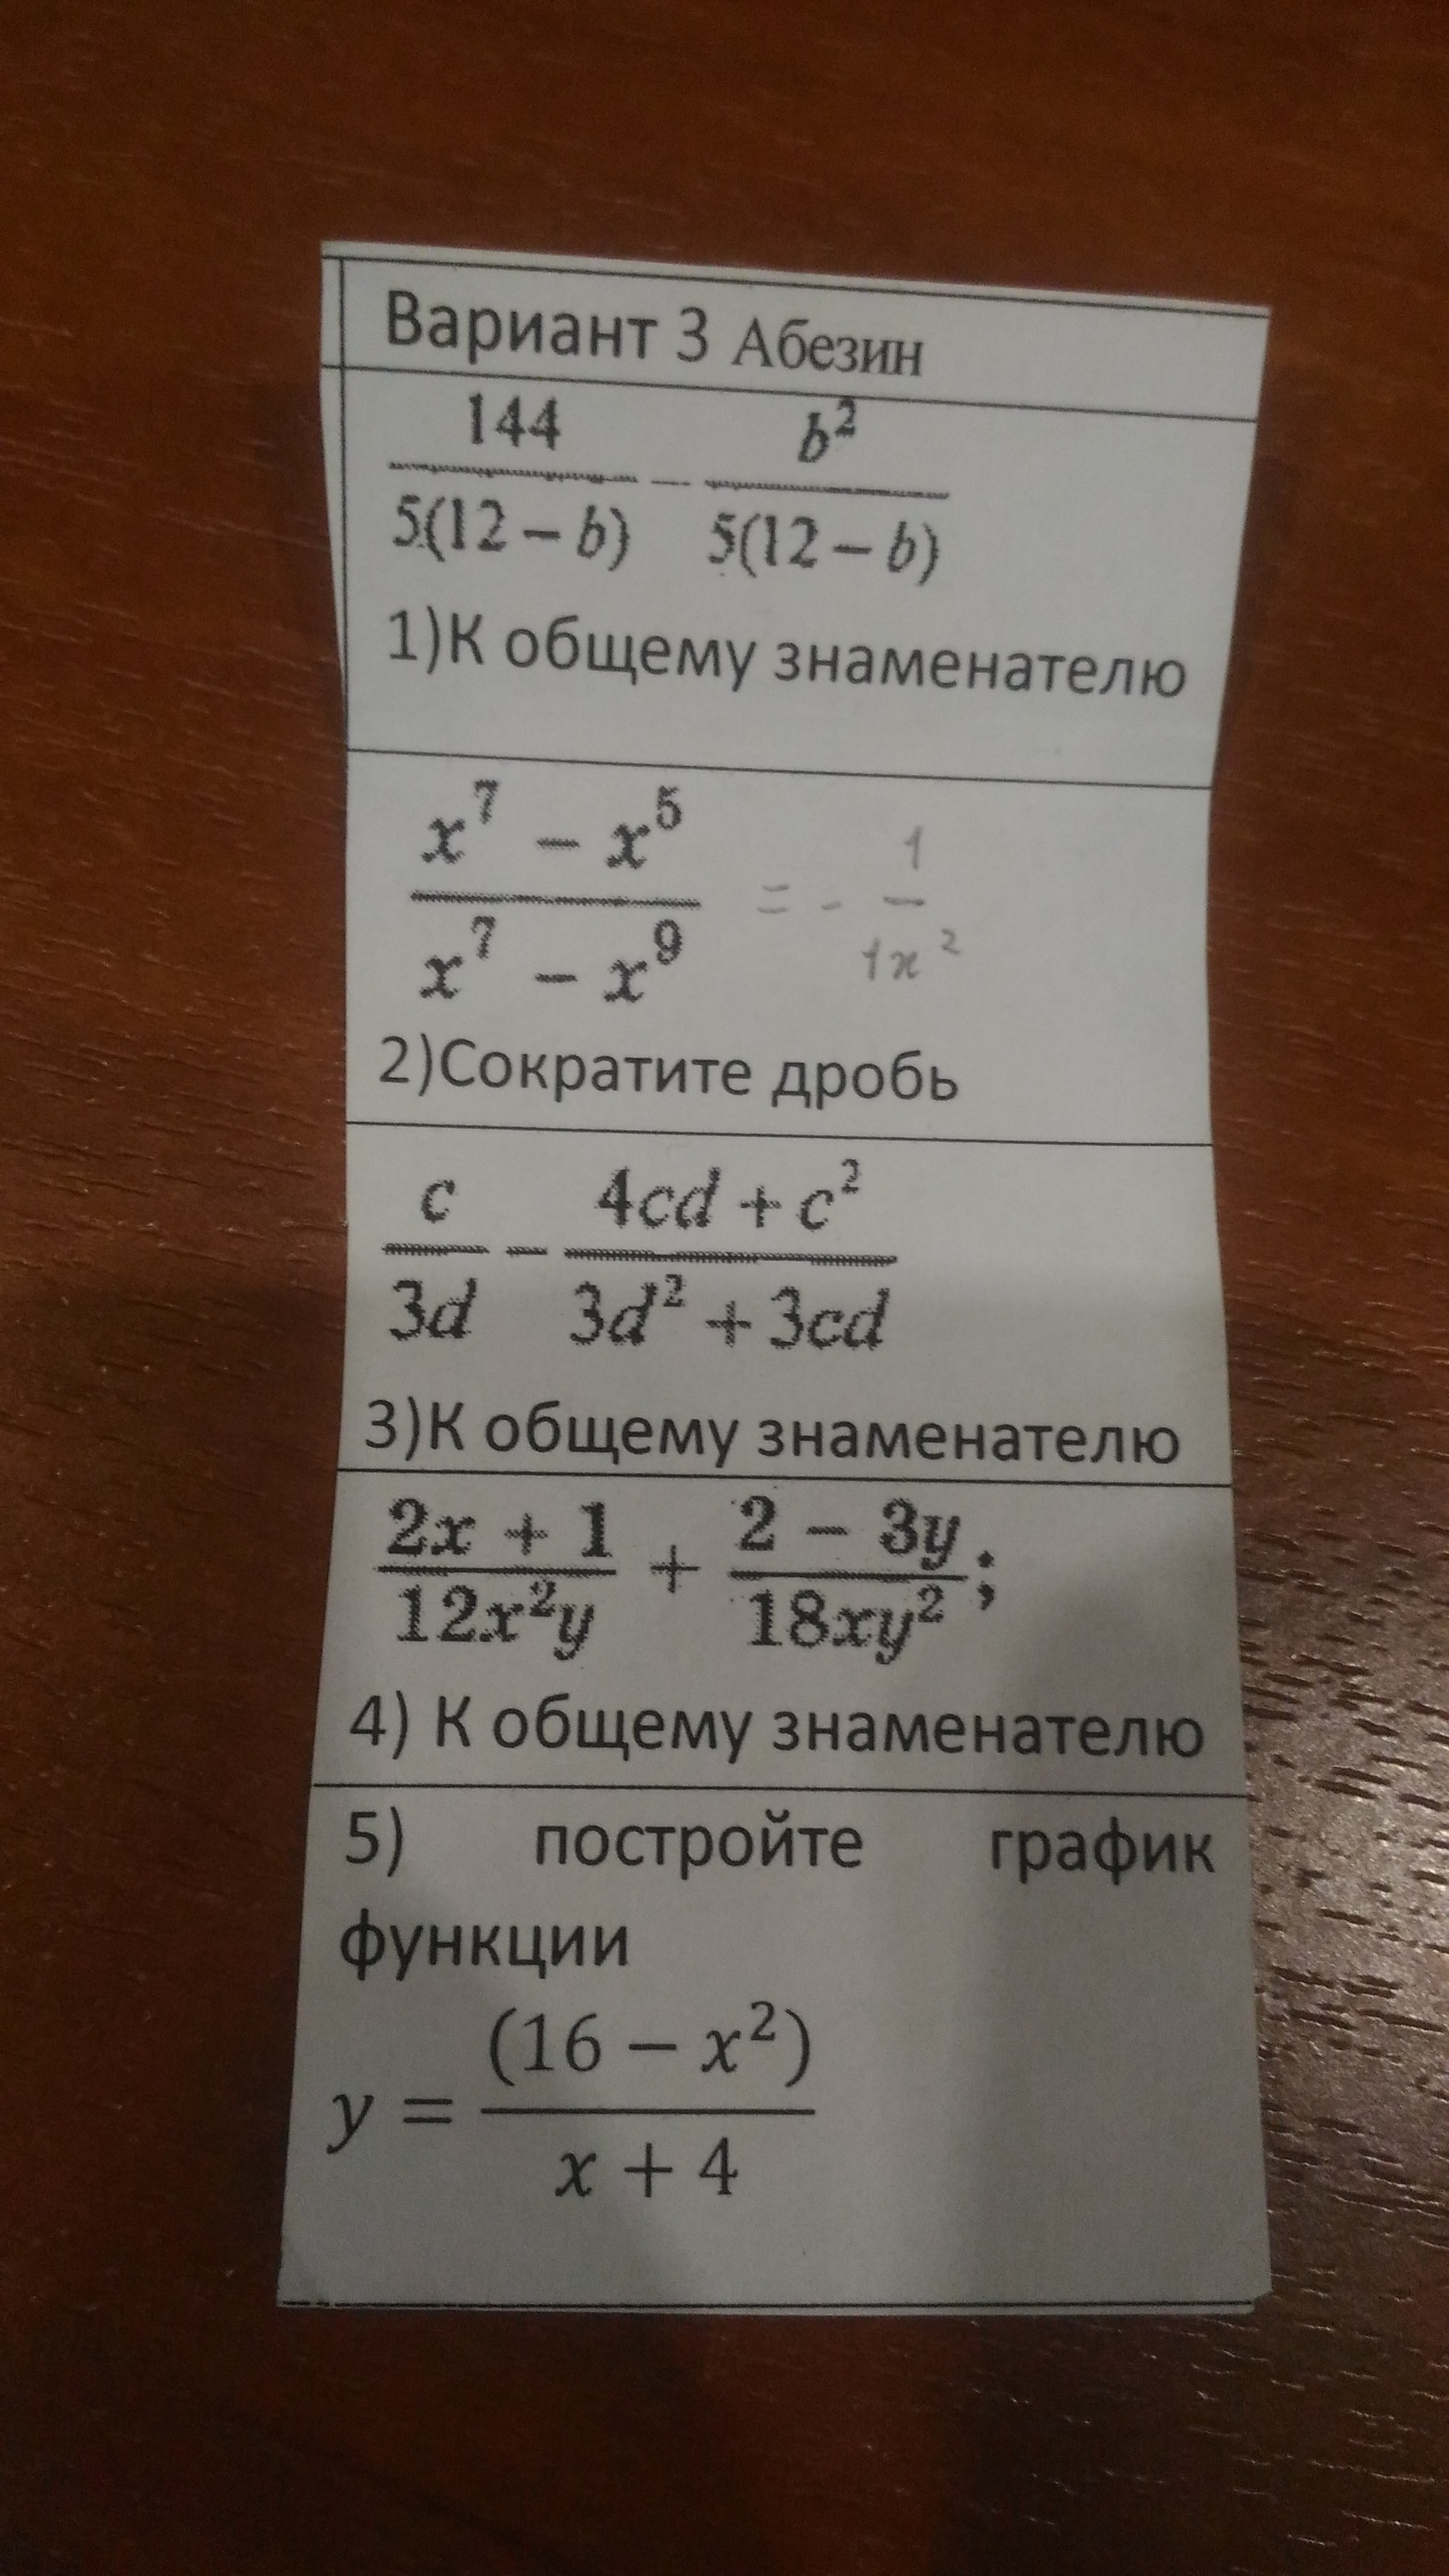 Вариант 3 Абезин
144/(5(12 − b)) − b²/(5(12 − b))
1)К общему знаменателю
(x⁷ − x⁵)/(x⁷ − x⁹) = - 1/(1x²)
2)Сократите дробь
c/(3d) − (4cd + c²)/(3d² + 3cd)
3)К общему знаменателю
(2x + 1)/(12x²y) + (2 − 3y)/(18xy²);
4) К общему знаменателю
5) постройте график
функции
y = (16 − x²)/(x + 4)